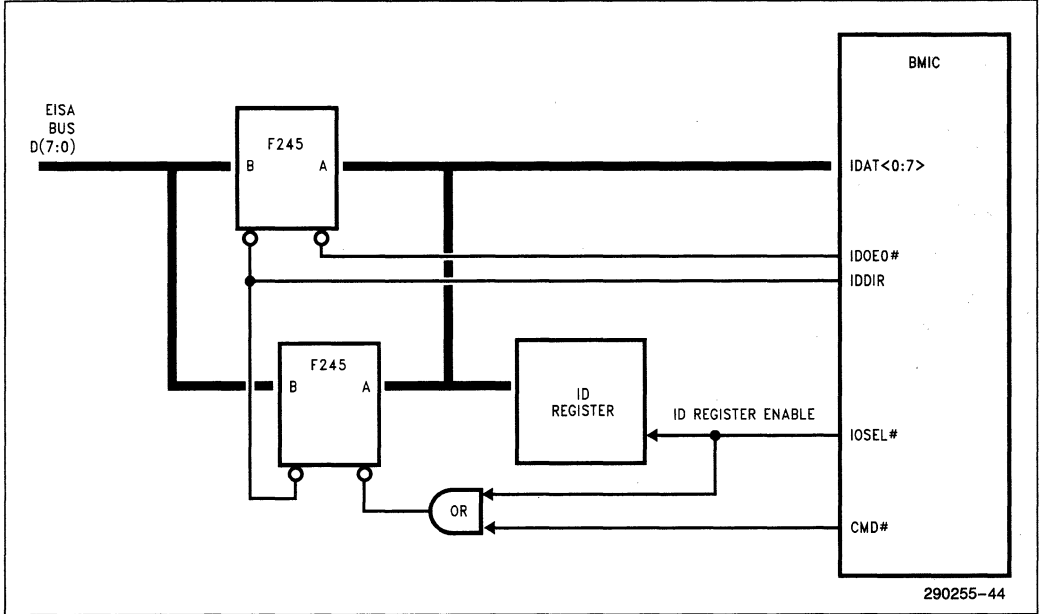 BMIC
EISA
BUS
D(7:0)
F245
B A
IDAT<0:7>
IDOE0#
IDDIR
F245
B A
ID
REGISTER
ID REGISTER ENABLE
IOSEL#
OR
CMD#
290255-44